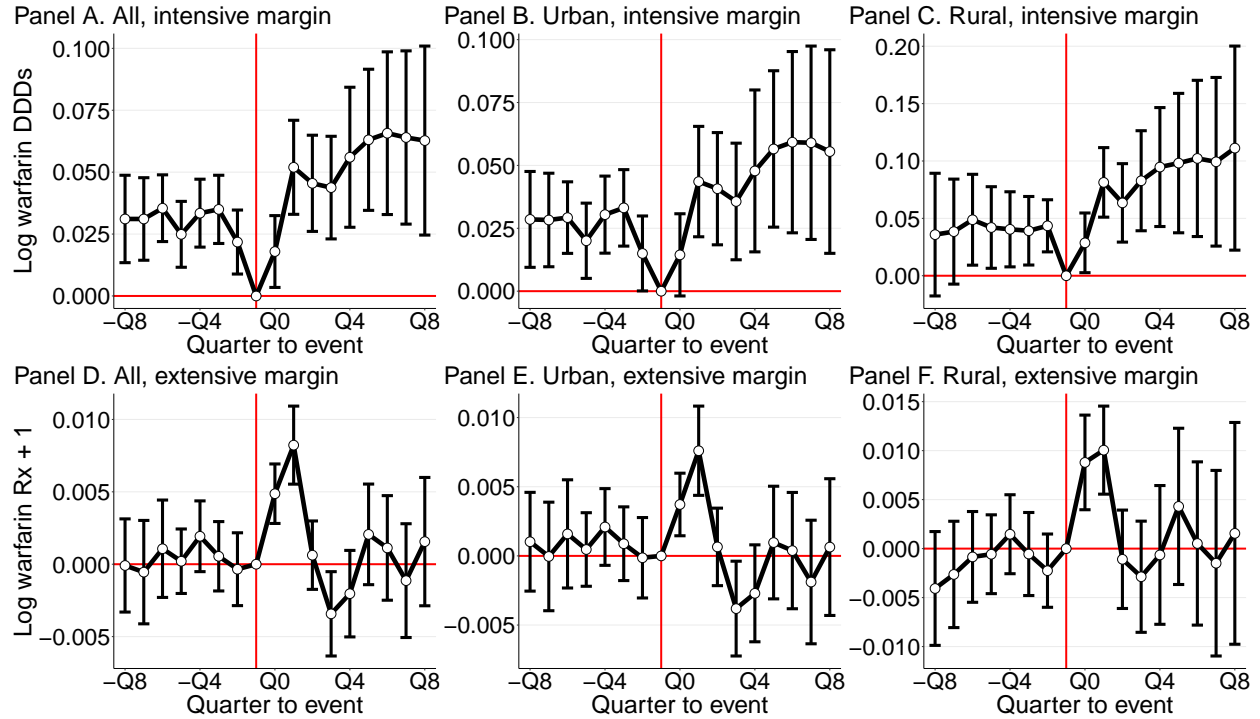 Panel A. All, intensive margin
Log warfarin DDDs
0.100
0.075
0.050
0.025
0.000
−Q8 −Q4 Q0 Q4 Q8
Quarter to event
Panel B. Urban, intensive margin
0.100
0.075
0.050
0.025
0.000
−Q8 −Q4 Q0 Q4 Q8
Quarter to event
Panel C. Rural, intensive margin
0.20
0.15
0.10
0.05
0.00
−Q8 −Q4 Q0 Q4 Q8
Quarter to event
Panel D. All, extensive margin
Log warfarin Rx + 1
0.010
0.005
0.000
−0.005
−Q8 −Q4 Q0 Q4 Q8
Quarter to event
Panel E. Urban, extensive margin
0.010
0.005
0.000
−0.005
−Q8 −Q4 Q0 Q4 Q8
Quarter to event
Panel F. Rural, extensive margin
0.015
0.010
0.005
0.000
−0.005
−0.010
−Q8 −Q4 Q0 Q4 Q8
Quarter to event